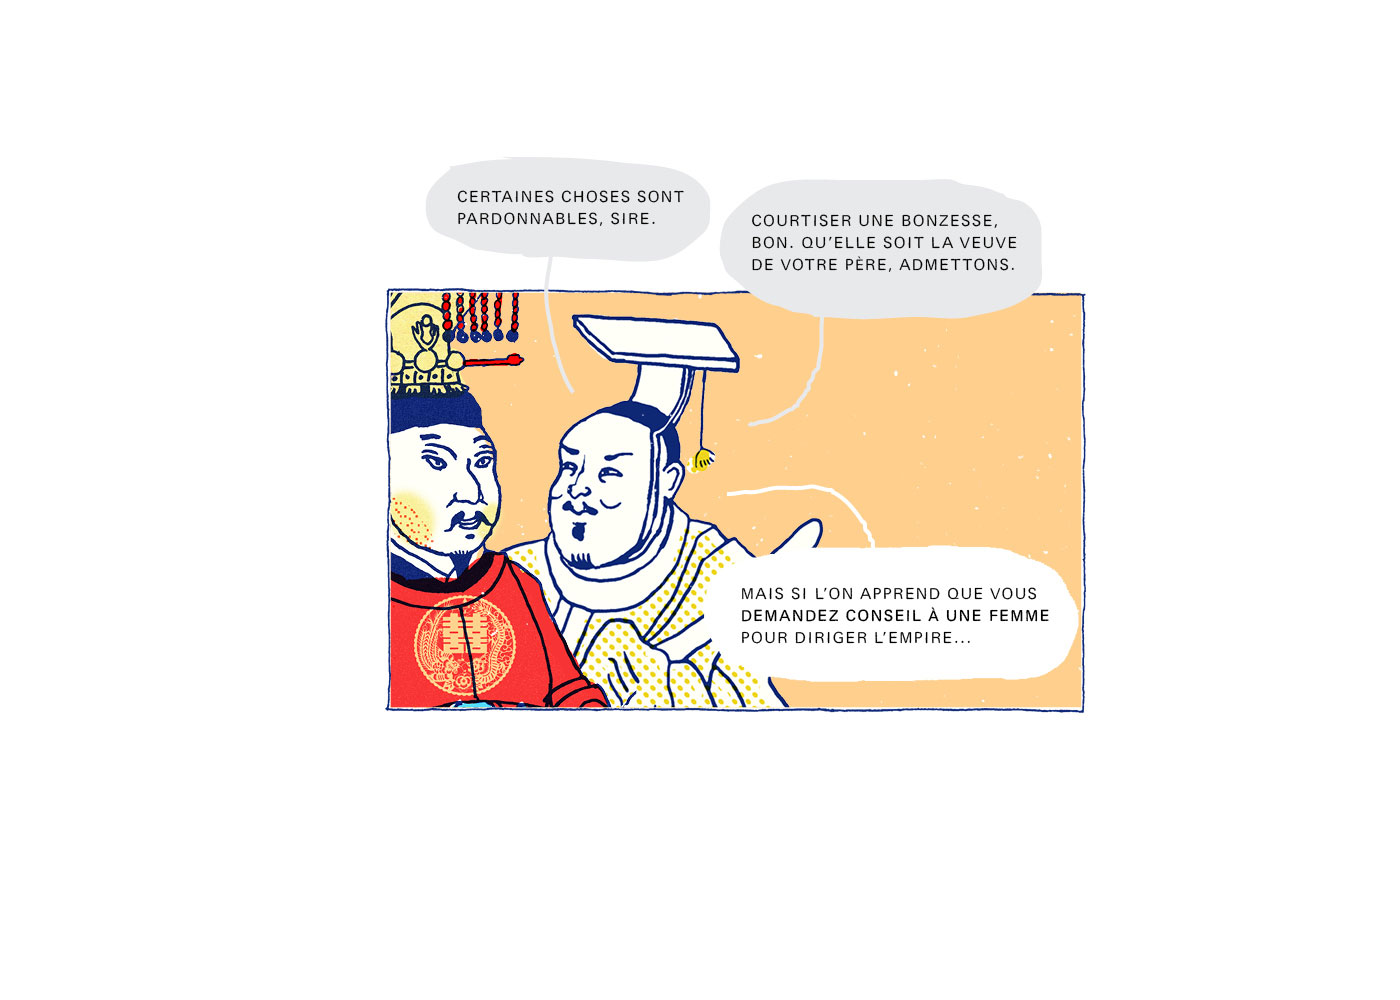 CERTAINES CHOSES SONT
PARDONNABLES, SIRE.
COURTISER UNE BONZESSE,
BON. QU'ELLE SOIT LA VEUVE
DE VOTRE PÈRE, ADMETTONS.
MAIS SI L'ON APPREND QUE VOUS
DEMANDEZ CONSEIL À UNE FEMME
POUR DIRIGER L'EMPIRE...
囍